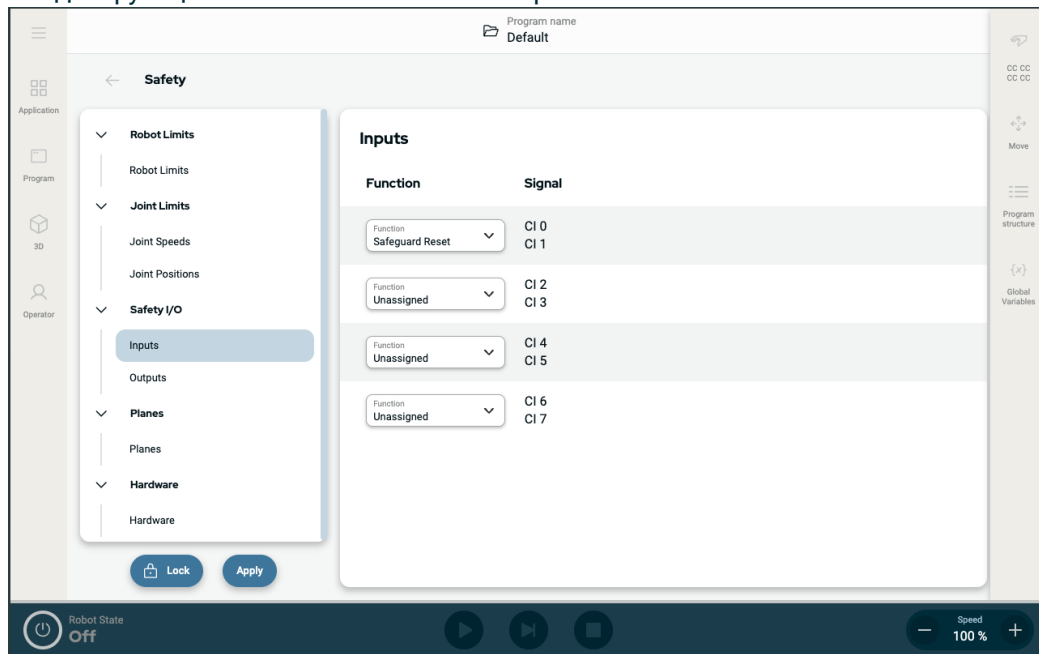 Program name
Default
Safety
Application
Program
3D
Operator
Robot Limits
Robot Limits
Joint Limits
Joint Speeds
Joint Positions
Safety I/O
Inputs
Outputs
Planes
Planes
Hardware
Hardware
Lock
Apply
Inputs
Function Signal
Function
Safeguard Reset
CI 0
CI 1
Function
Unassigned
CI 2
CI 3
Function
Unassigned
CI 4
CI 5
Function
Unassigned
CI 6
CI 7
CC CC
CC CC
Move
Program
structure
{x}
Global
Variables
Robot State
Off
Speed
100 %